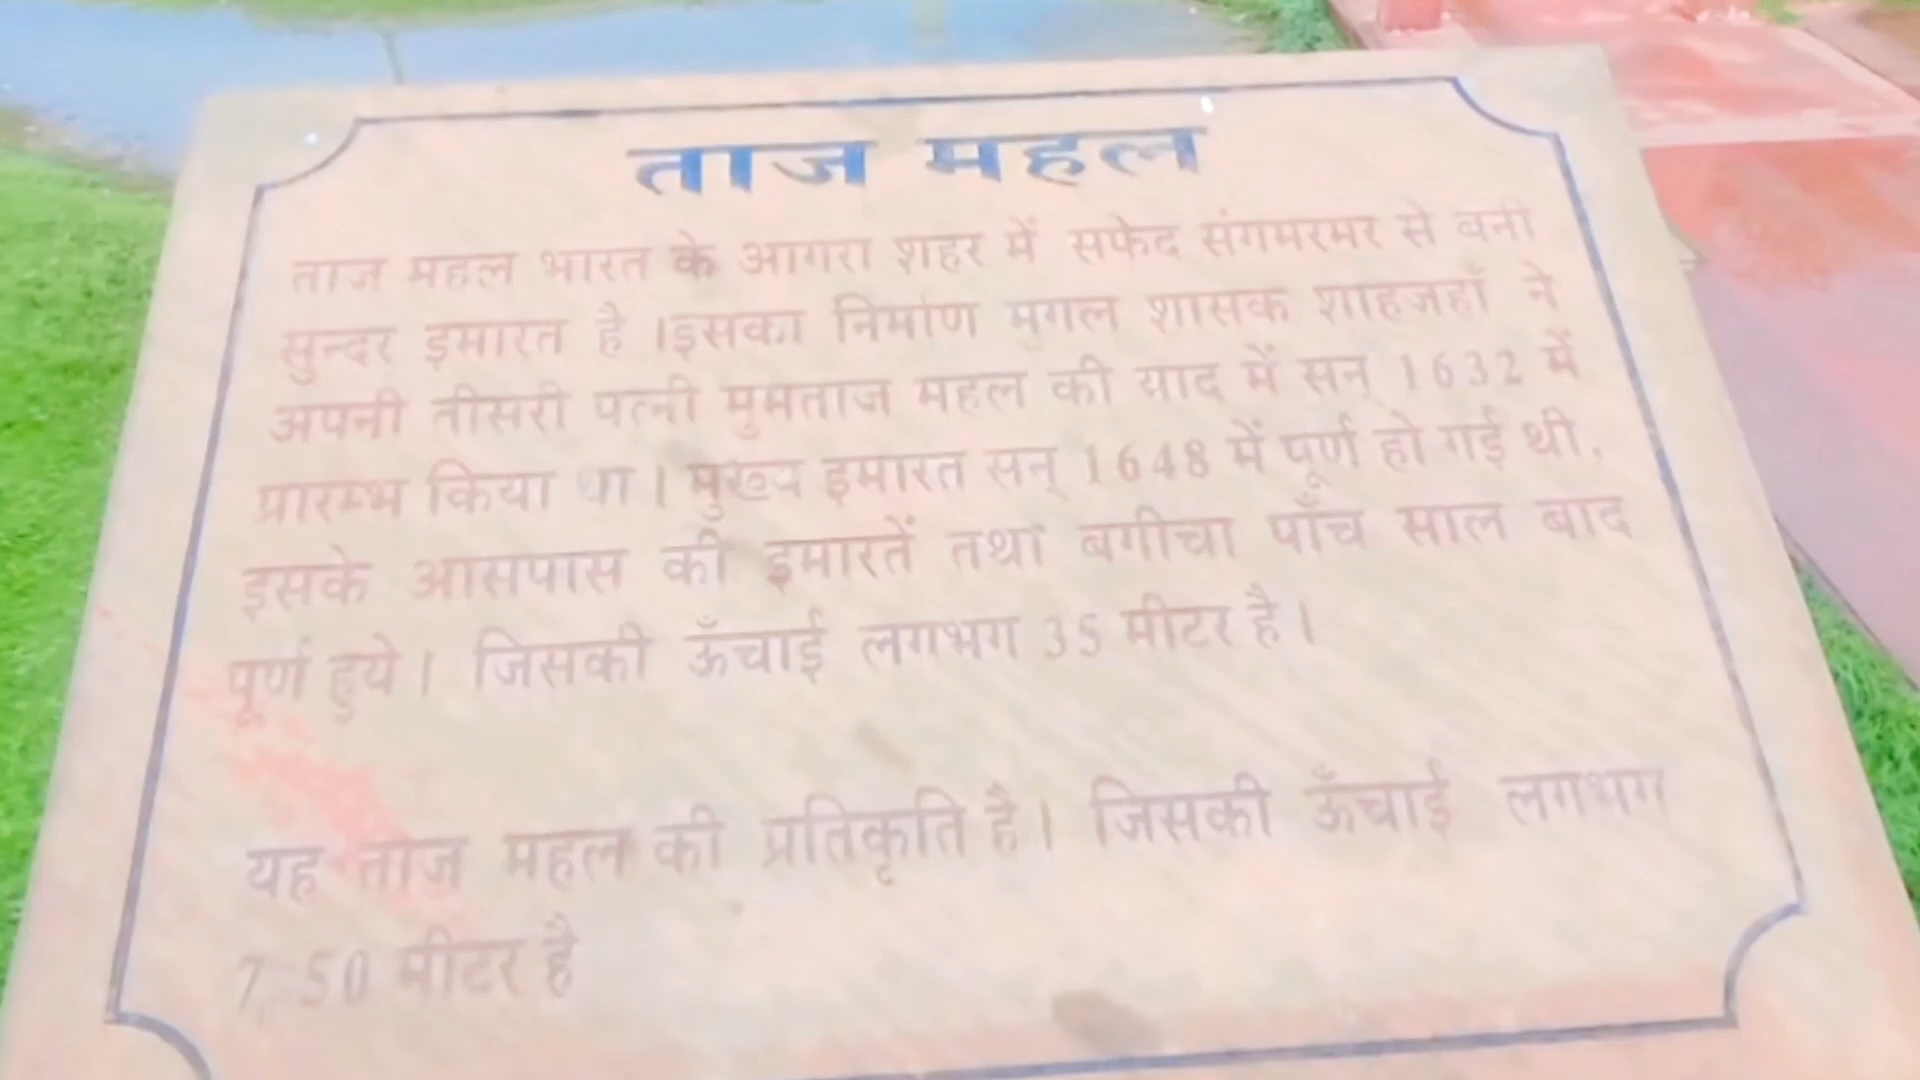 ताज महल
ताज महल भारत के आगरा शहर में सफेद संगमरमर से बनी
सुन्दर इमारत है ।इसका निर्माण मुगल शासक शाहजहाँ ने
अपनी तीसरी पत्नी मुमताज महल की याद में सन् 1632 में
प्रारम्भ किया था । मुख्य इमारत सन् 1648 में पूर्ण हो गई थी,
इसके आसपास की इमारतें तथा बगीचा पाँच साल बाद
पूर्ण हुये । जिसकी ऊँचाई लगभग 35 मीटर है ।
यह ताज महल की प्रतिकृति है । जिसकी ऊँचाई लगभग
7.50 मीटर है